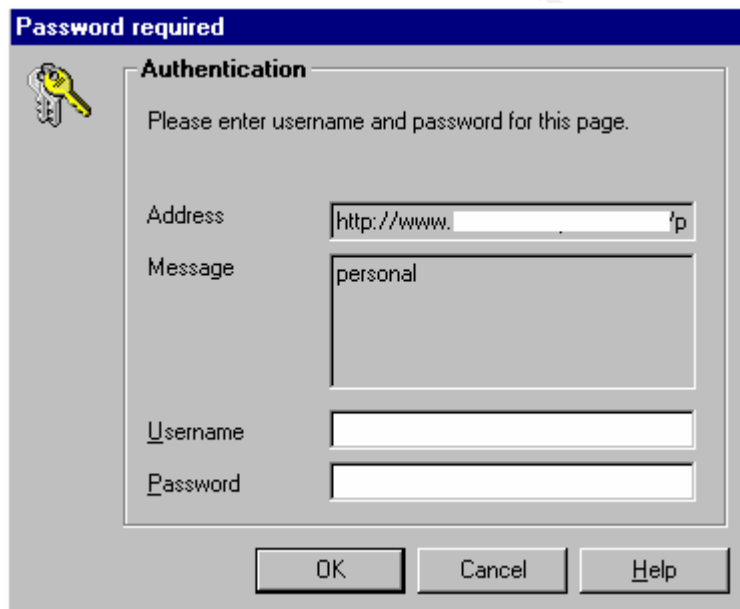 Password required
Authentication
Please enter username and password for this page.
Address http://www. /p
Message personal
Username
Password
OK Cancel Help